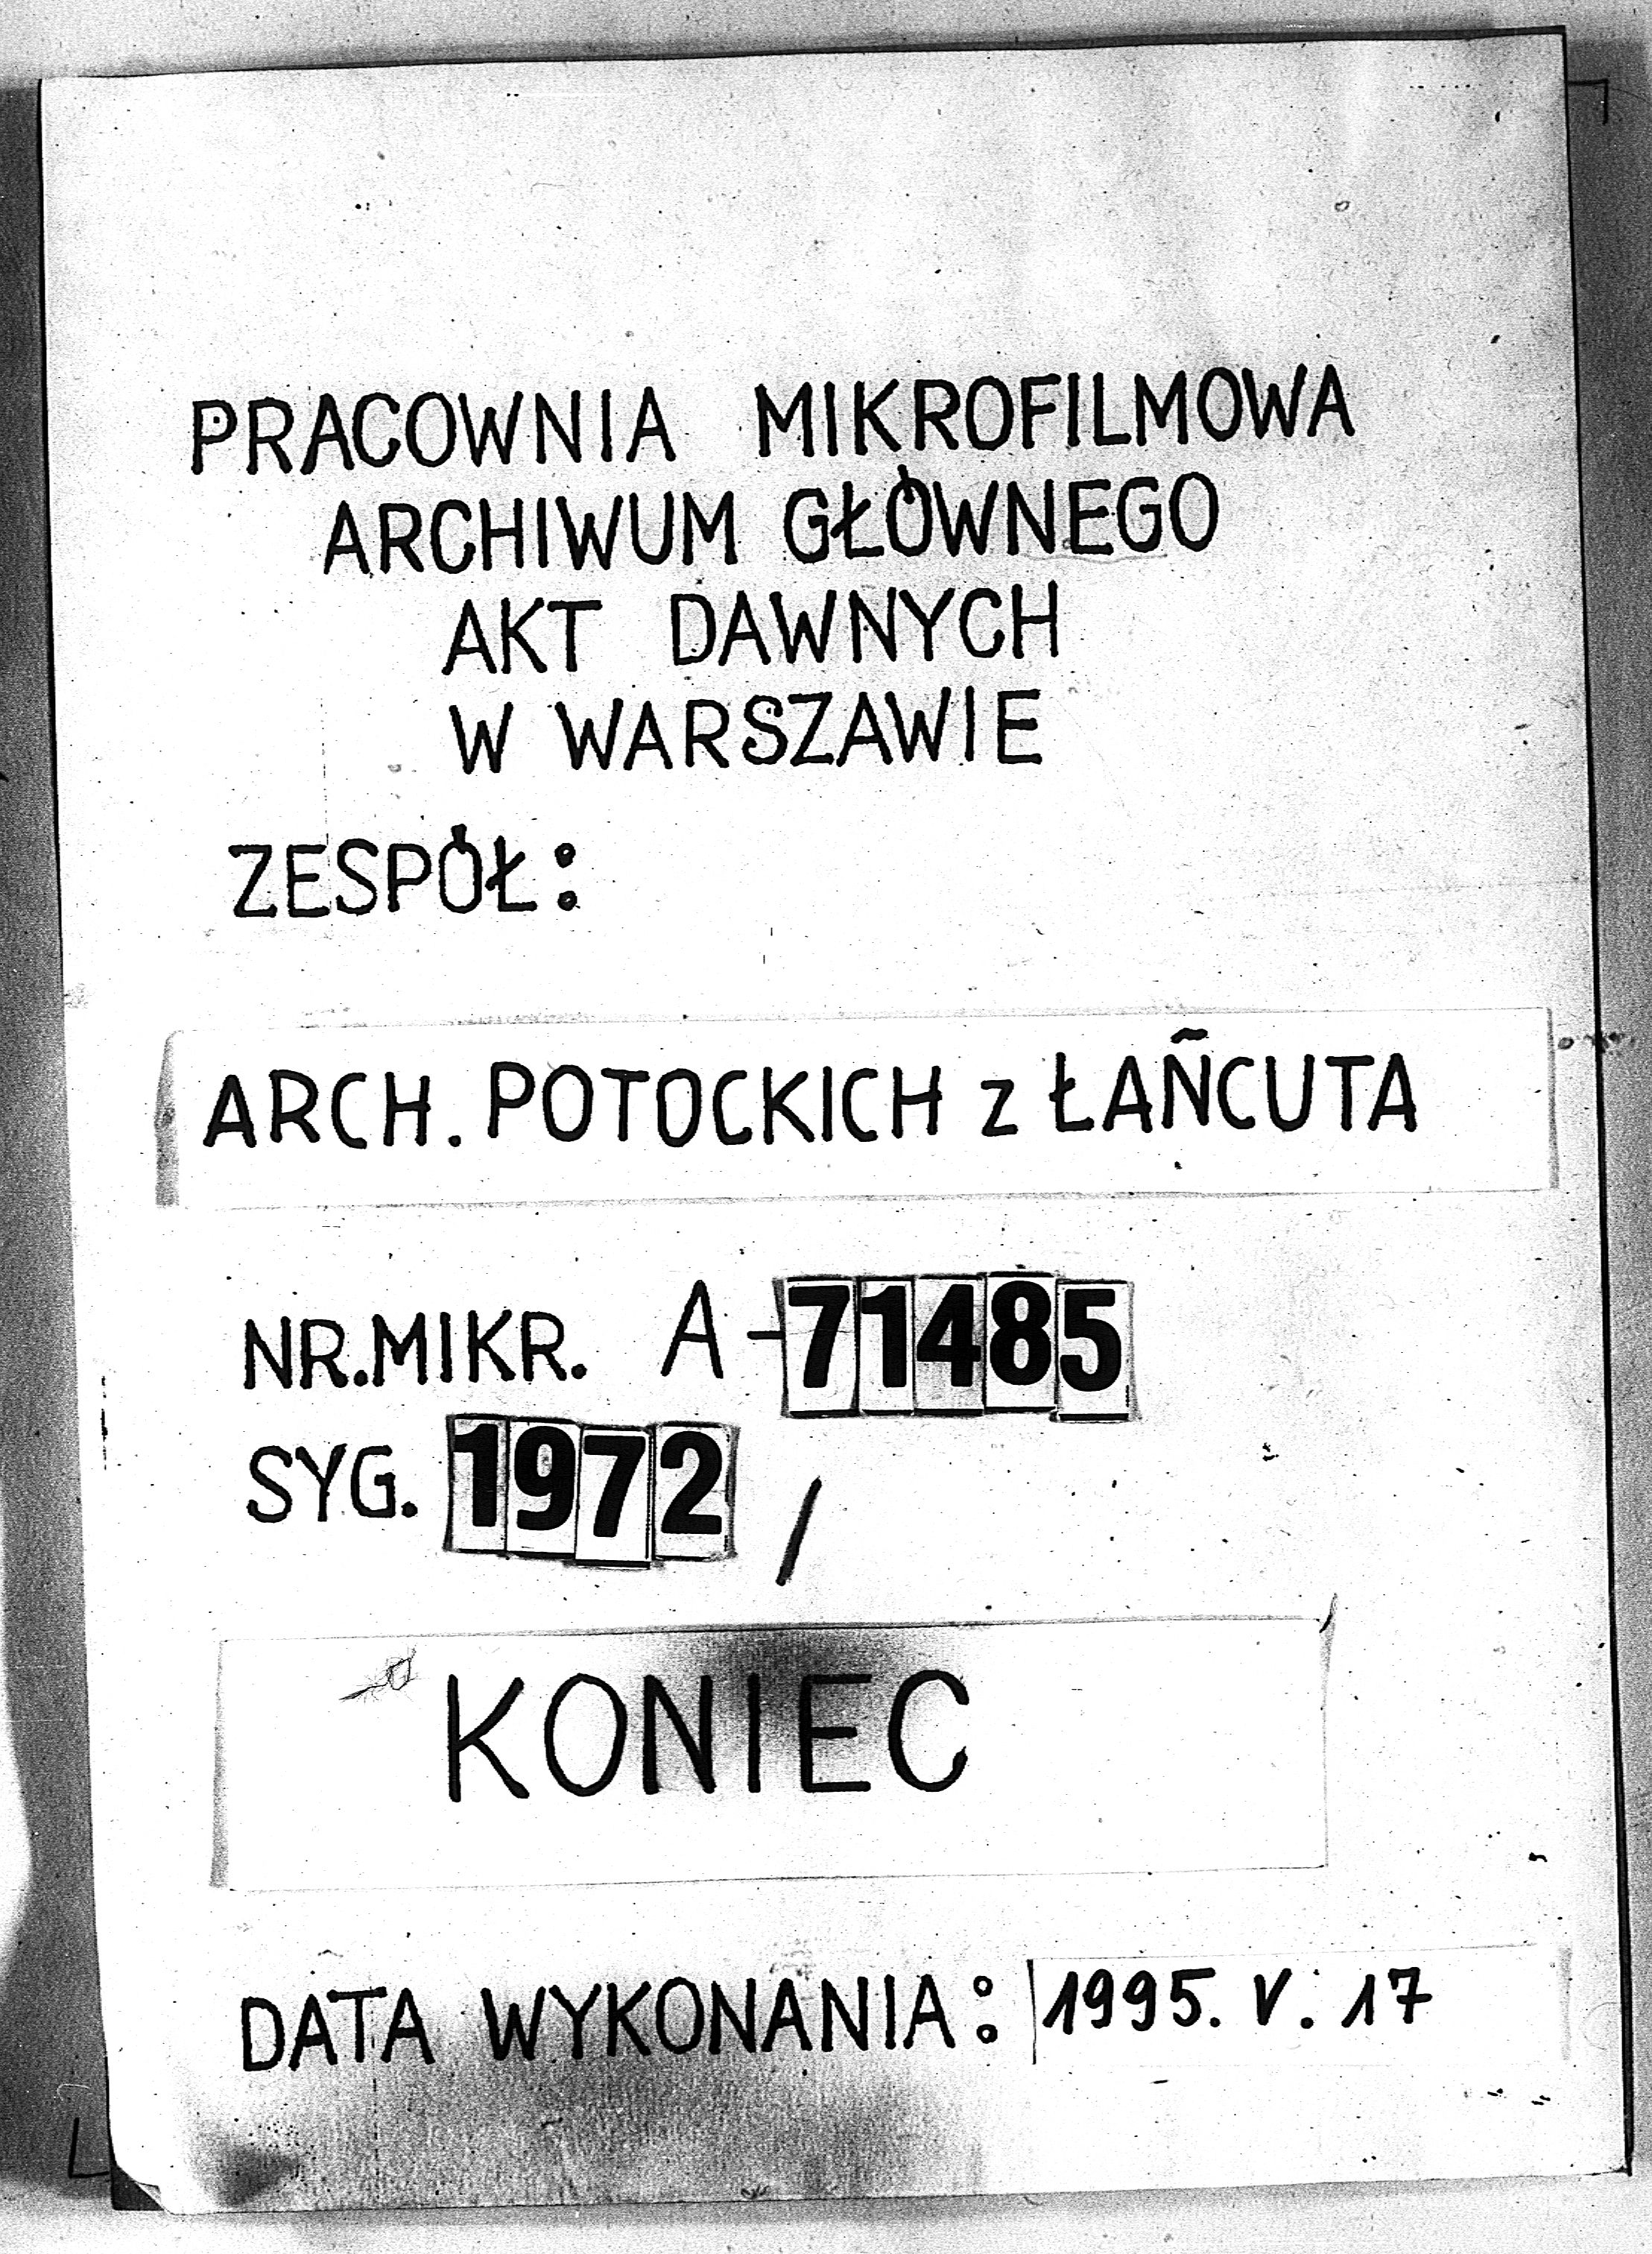 PRACOWNIA MIKROFILMOWA
ARCHIWUM GŁÓWNEGO
AKT DAWNYCH
W WARSZAWIE
ZESPÓŁ:
ARCH. POTOCKICH z ŁAŃCUTA
NR.MIKR. A-71485
SYG. 1972 /
KONIEC
DATA WYKONANIA: 1995. V. 17